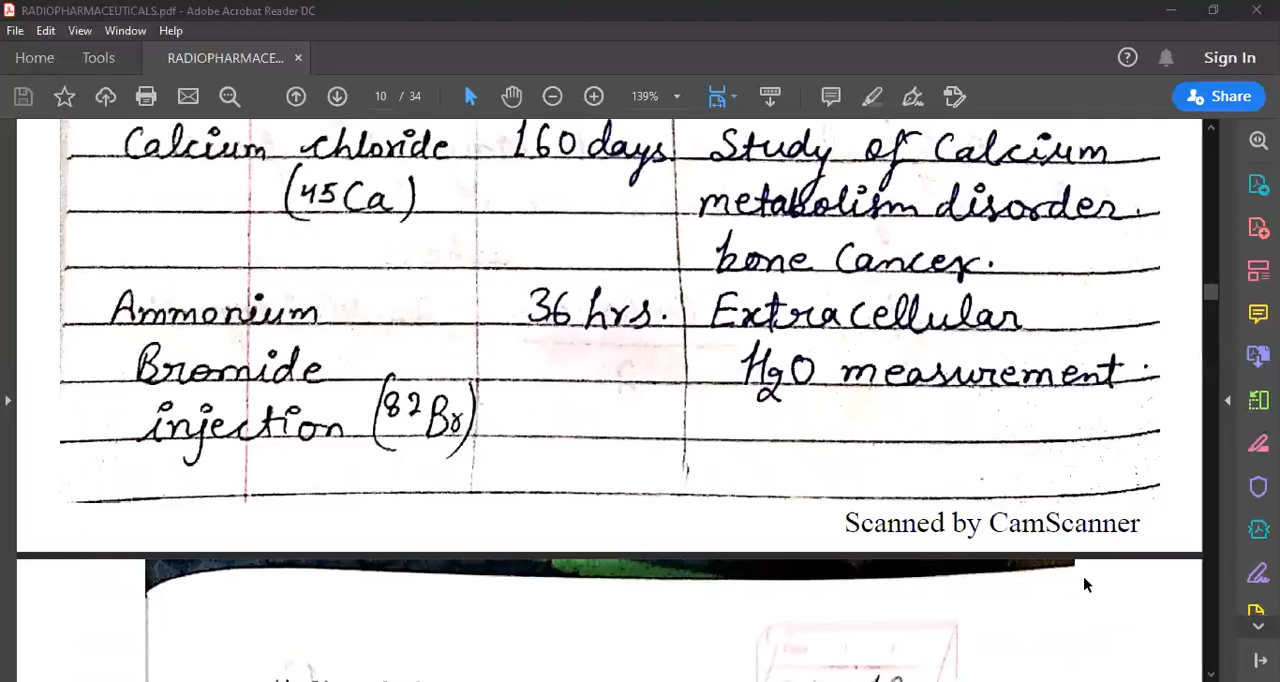 RADIOPHARMACEUTICALS.pdf - Adobe Acrobat Reader DC
File Edit View Window Help
Home Tools RADIOPHARMACE... × Sign In
10 / 34 139% Share
Calcium chloride 160 days. Study of Calcium
(45Ca) metabolism disorder.
bone Cancer.
Ammonium 36 hrs. Extracellular
Bromide H2O measurement.
injection (82Br)
Scanned by CamScanner
Date